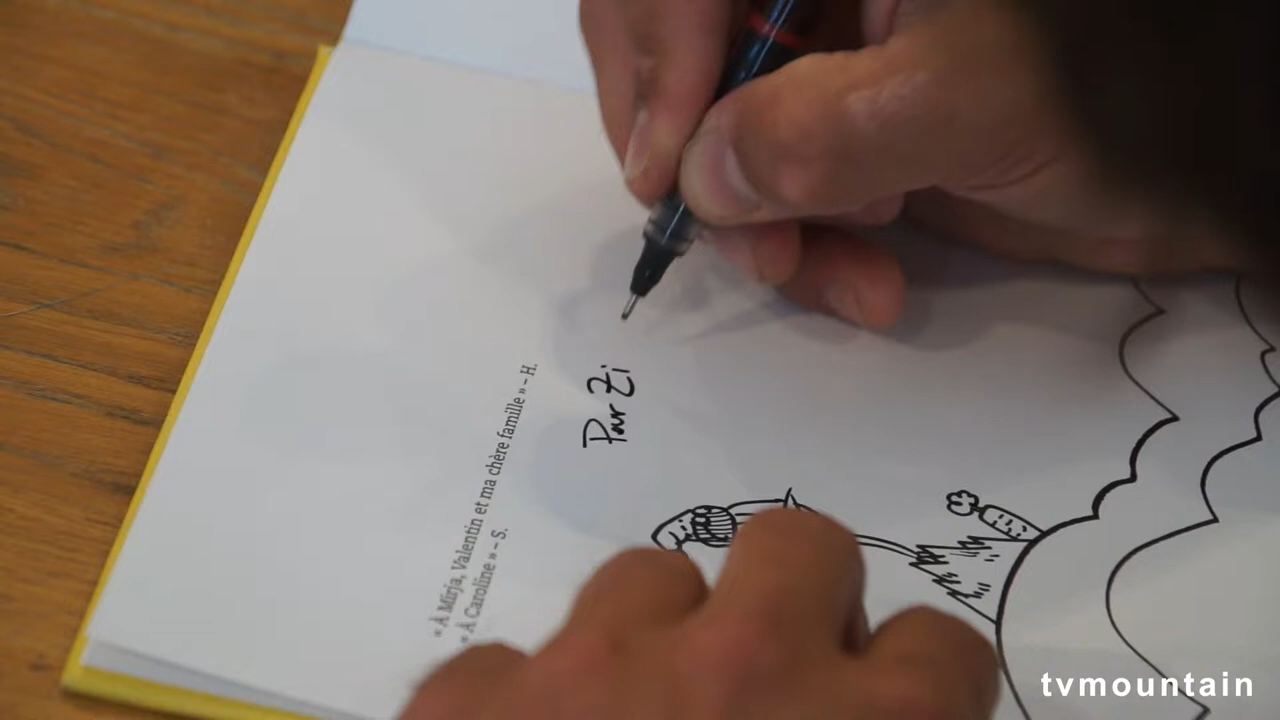 « À Mirja, Valentin et ma chère famille » – H.
« À Caroline » – S.
Pour Zi
tvmountain